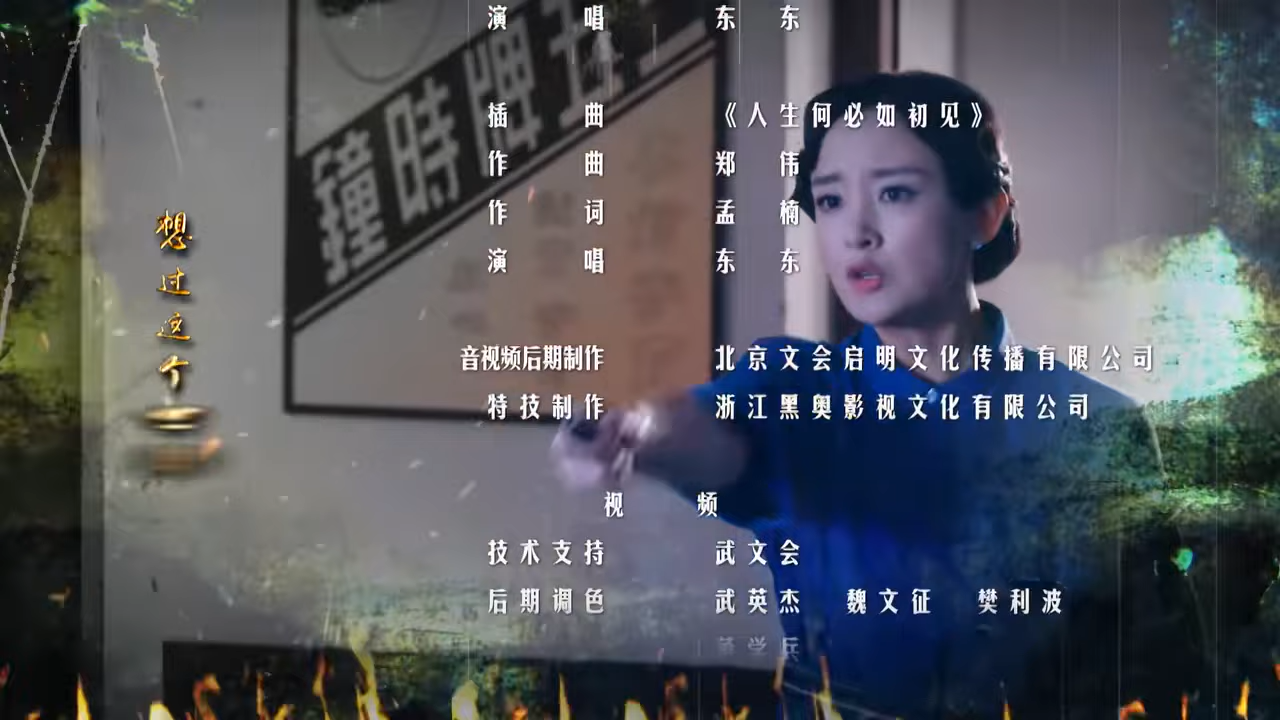 演唱 东东
插曲 《人生何必如初见》
作曲 郑伟
作词 孟楠
演唱 东东
音视频后期制作 北京文会启明文化传播有限公司
特技制作 浙江黑奥影视文化有限公司
视频
技术支持 武文会
后期调色 武英杰 魏文征 樊利波
想过这个
鐘時牌